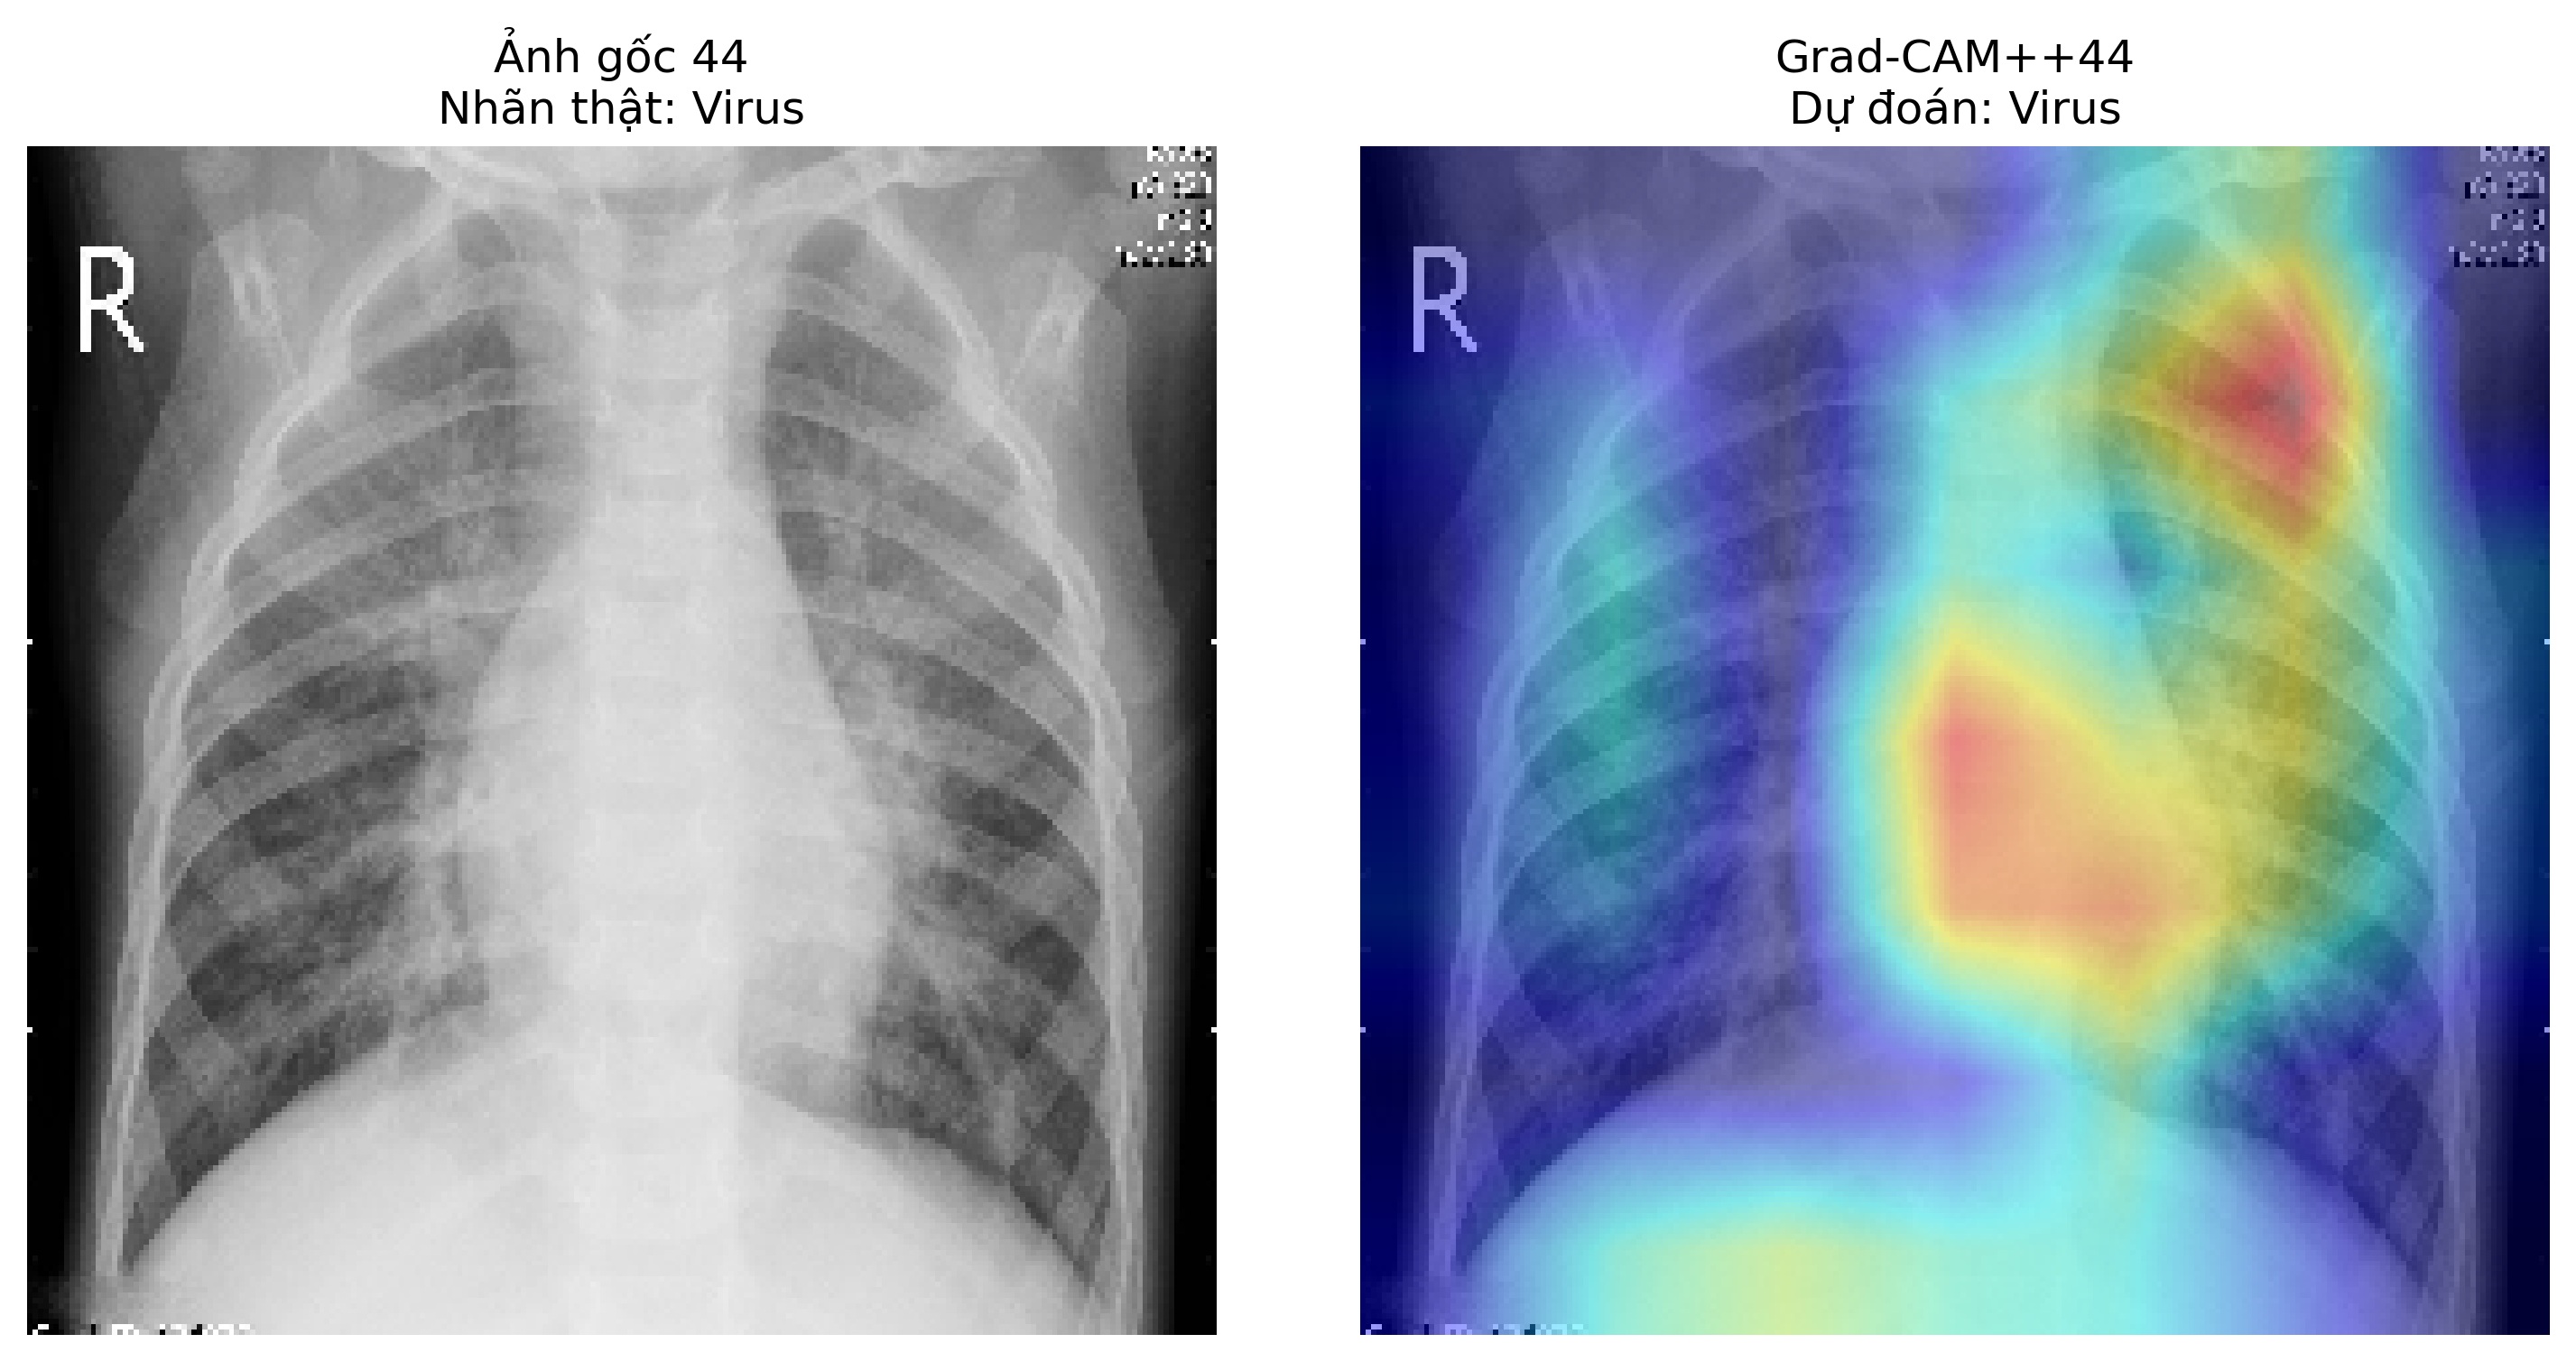 Ảnh gốc 44
Nhãn thật: Virus
R
Grad-CAM++44
Dự đoán: Virus
R